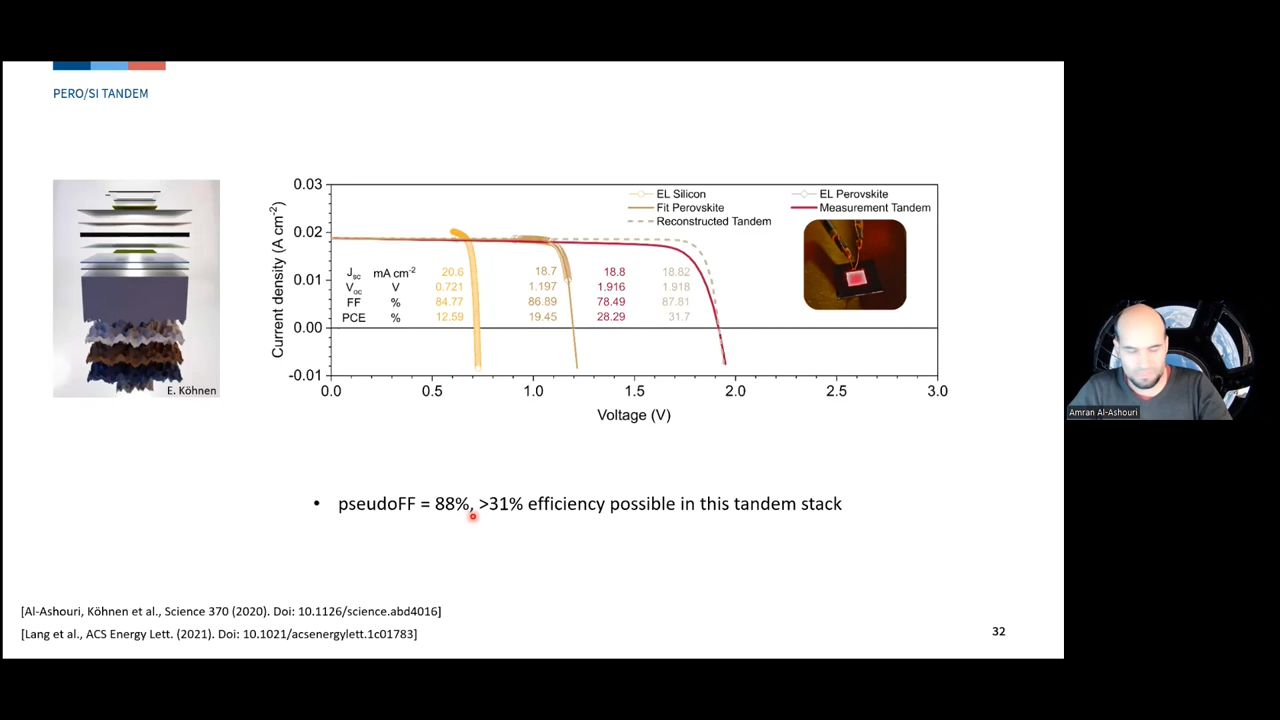 PERO/SI TANDEM
E. Köhnen
Current density (A cm-2)
0.03
0.02
0.01
0.00
-0.01
EL Silicon
EL Perovskite
Fit Perovskite
Measurement Tandem
Reconstructed Tandem
Jsc mA cm-2 20.6 18.7 18.8 18.82
Voc V 0.721 1.197 1.916 1.918
FF % 84.77 86.89 78.49 87.81
PCE % 12.59 19.45 28.29 31.7
0.0 0.5 1.0 1.5 2.0 2.5 3.0
Voltage (V)
• pseudoFF = 88%, >31% efficiency possible in this tandem stack
[Al-Ashouri, Köhnen et al., Science 370 (2020). Doi: 10.1126/science.abd4016]
[Lang et al., ACS Energy Lett. (2021). Doi: 10.1021/acsenergylett.1c01783]
32
Amran Al-Ashouri